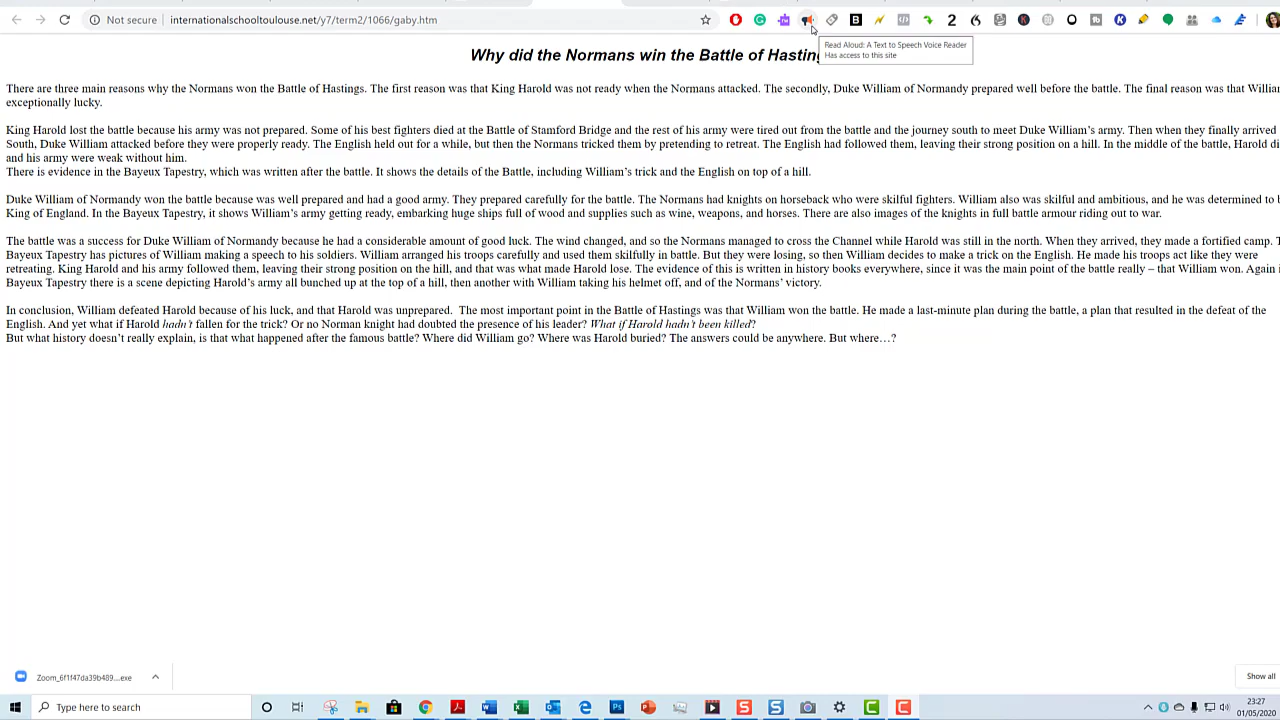 Not secure internationalschooltoulouse.net/y7/term2/1066/gaby.htm
Read Aloud: A Text to Speech Voice Reader
Has access to this site
Why did the Normans win the Battle of
There are three main reasons why the Normans won the Battle of Hastings. The first reason was that King Harold was not ready when the Normans attacked. The secondly, Duke William of Normandy prepared well before the battle. The final reason was that
exceptionally lucky.
King Harold lost the battle because his army was not prepared. Some of his best fighters died at the Battle of Stamford Bridge and the rest of his army were tired out from the battle and the journey south to meet Duke William's army. Then when they finally arrived
South, Duke William attacked before they were properly ready. The English held out for a while, but then the Normans tricked them by pretending to retreat. The English had followed them, leaving their strong position on a hill. In the middle of the battle, Harold
and his army were weak without him.
There is evidence in the Bayeux Tapestry, which was written after the battle. It shows the details of the Battle, including William's trick and the English on top of a hill.
Duke William of Normandy won the battle because was well prepared and had a good army. They prepared carefully for the battle. The Normans had knights on horseback who were skilful fighters. William also was skilful and ambitious, and he was determined to
King of England. In the Bayeux Tapestry, it shows William's army getting ready, embarking huge ships full of wood and supplies such as wine, weapons, and horses. There are also images of the knights in full battle armour riding out to war.
The battle was a success for Duke William of Normandy because he had a considerable amount of good luck. The wind changed, and so the Normans managed to cross the Channel while Harold was still in the north. When they arrived, they made a fortified camp.
Bayeux Tapestry has pictures of William making a speech to his soldiers. William arranged his troops carefully and used them skilfully in battle. But they were losing, so then William decides to make a trick on the English. He made his troops act like they were
retreating. King Harold and his army followed them, leaving their strong position on the hill, and that was what made Harold lose. The evidence of this is written in history books everywhere, since it was the main point of the battle really – that William won. Again
Bayeux Tapestry there is a scene depicting Harold's army all bunched up at the top of a hill, then another with William taking his helmet off, and of the Normans' victory.
In conclusion, William defeated Harold because of his luck, and that Harold was unprepared. The most important point in the Battle of Hastings was that William won the battle. He made a last-minute plan during the battle, a plan that resulted in the defeat of the
English. And yet what if Harold hadn't fallen for the trick? Or no Norman knight had doubted the presence of his leader? What if Harold hadn't been killed?
But what history doesn't really explain, is that what happened after the famous battle? Where did William go? Where was Harold buried? The answers could be anywhere. But where…?
Zoom_6f1f47da39b489....exe
Show all
Type here to search
23:27
01/05/2020